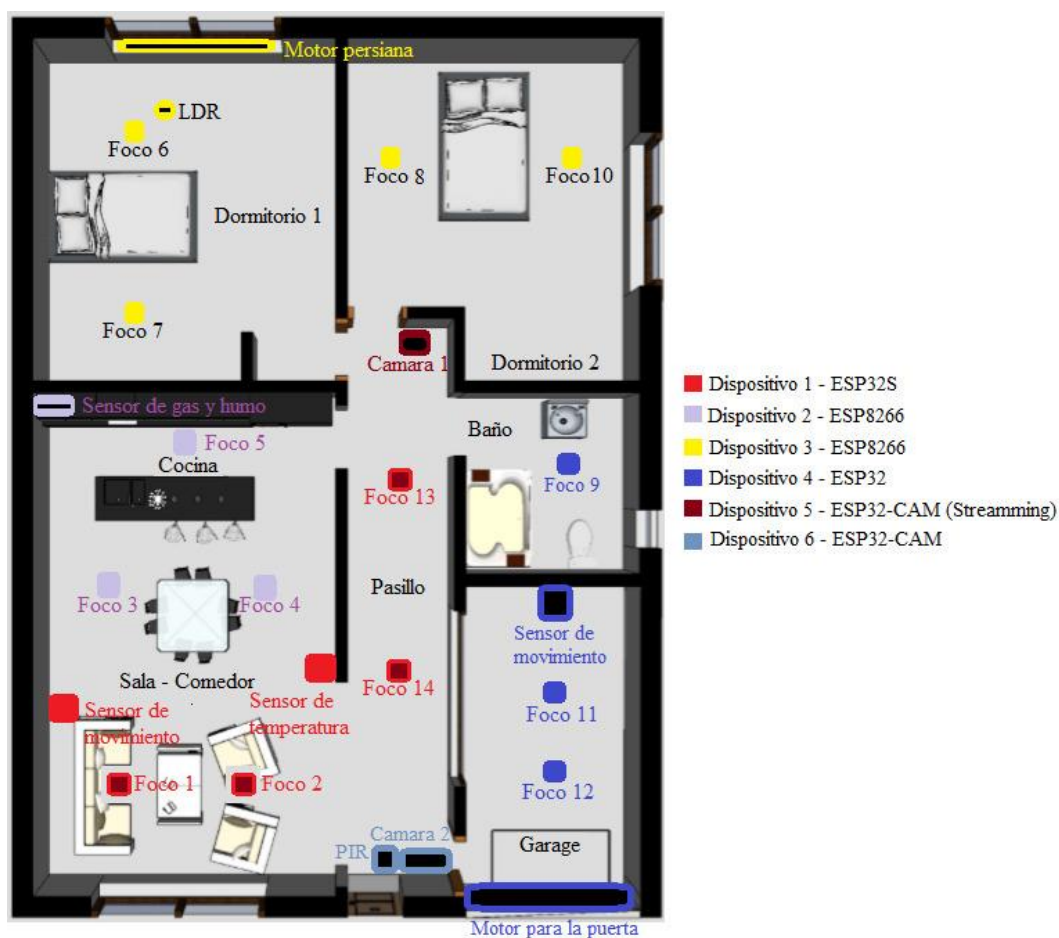 Motor persiana
LDR
Foco 6
Foco 8
Foco 10
Dormitorio 1
Foco 7
Camara 1
Dormitorio 2
Sensor de gas y humo
Foco 5
Cocina
Baño
Foco 13
Foco 9
Foco 3
Foco 4
Pasillo
Sensor de
movimiento
Sala - Comedor
Foco 14
Sensor de
temperatura
Sensor de
movimiento
Foco 11
Foco 1
Foco 2
Foco 12
Camara 2
PIR
Garage
Motor para la puerta
Dispositivo 1 - ESP32S
Dispositivo 2 - ESP8266
Dispositivo 3 - ESP8266
Dispositivo 4 - ESP32
Dispositivo 5 - ESP32-CAM (Streamming)
Dispositivo 6 - ESP32-CAM